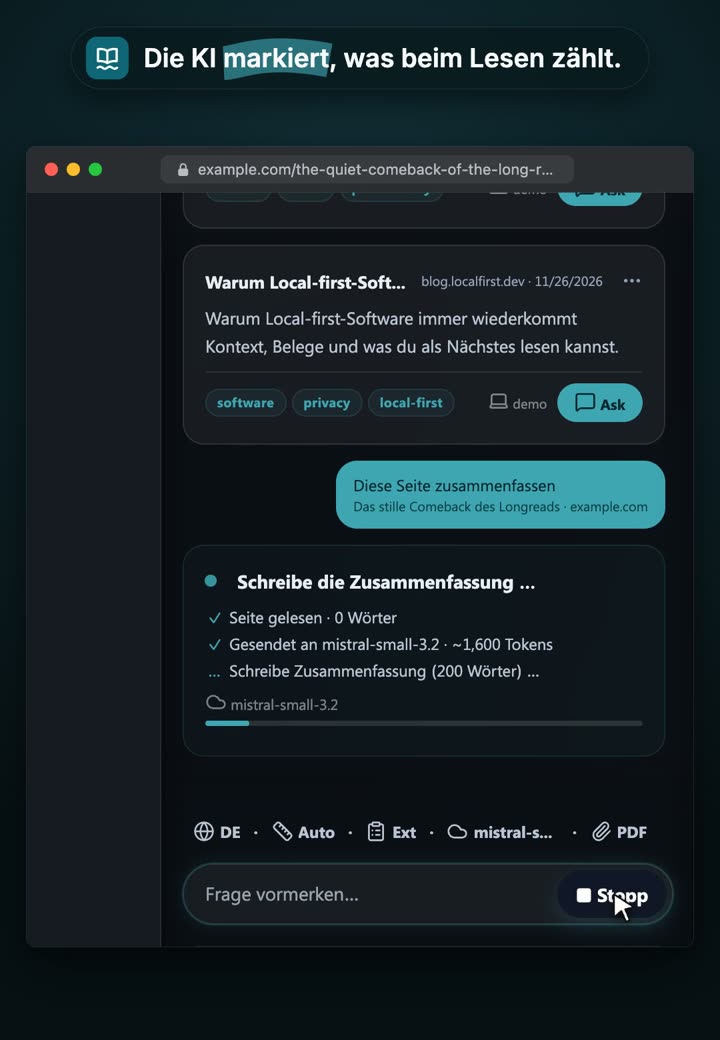 Die KI markiert, was beim Lesen zählt.
example.com/the-quiet-comeback-of-the-long-r...
demo
Ask
Warum Local-first-Soft... blog.localfirst.dev · 11/26/2026
Warum Local-first-Software immer wiederkommt
Kontext, Belege und was du als Nächstes lesen kannst.
software privacy local-first demo Ask
Diese Seite zusammenfassen
Das stille Comeback des Longreads · example.com
Schreibe die Zusammenfassung ...
✓ Seite gelesen · 0 Wörter
✓ Gesendet an mistral-small-3.2 · ~1,600 Tokens
... Schreibe Zusammenfassung (200 Wörter) ...
mistral-small-3.2
DE · Auto · Ext · mistral-s... · PDF
Frage vormerken... Stopp